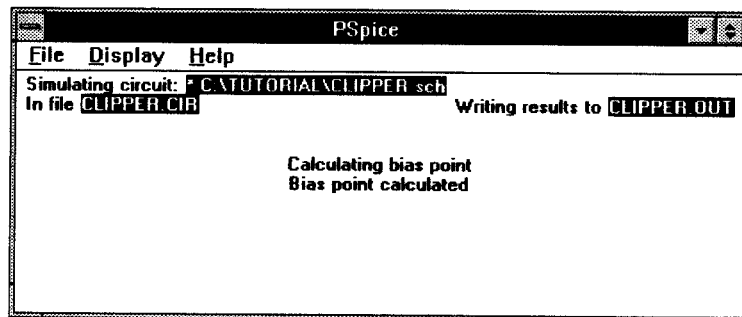 PSpice
File Display Help
Simulating circuit: * C:\TUTORIAL\CLIPPER sch
In file CLIPPER.CIR Writing results to CLIPPER.OUT
Calculating bias point
Bias point calculated